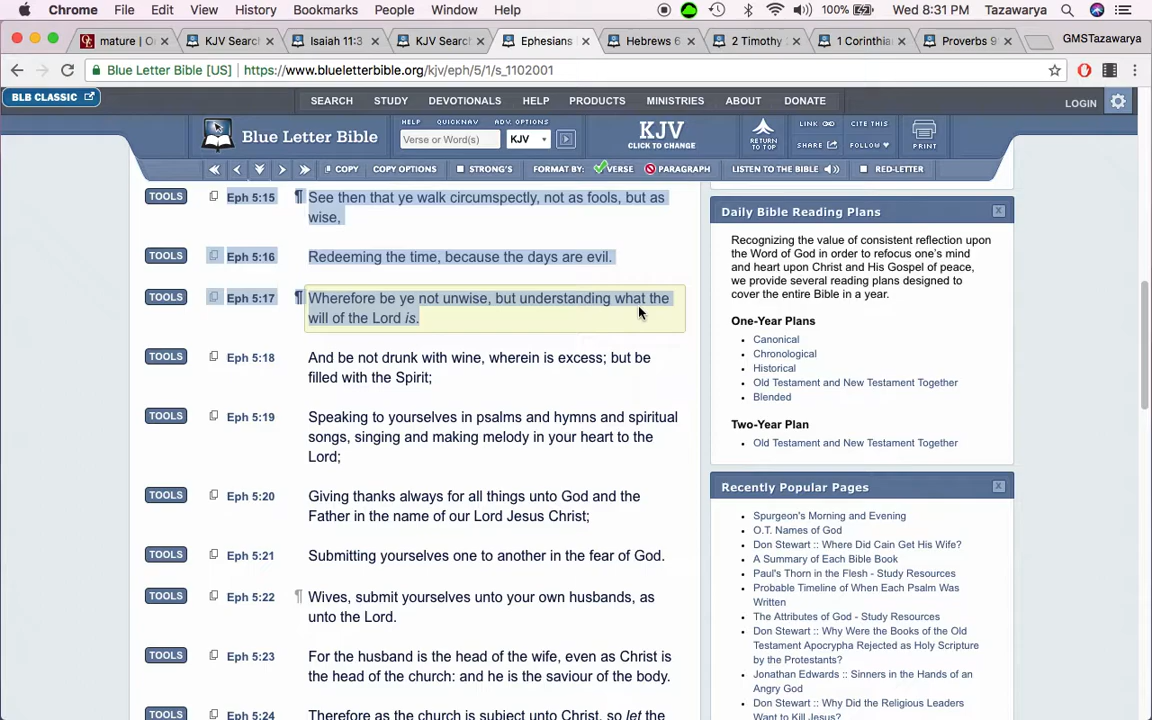 Chrome File Edit View History Bookmarks People Window Help 100% Wed 8:31 PM Tazawarya
mature | O
KJV Sear
Isaiah 11:3
KJV Sear
Ephesians
Hebrews 6
2 Timothy
1 Corinthia
Proverbs 9
GMSTazawarya
Blue Letter Bible [US] https://www.blueletterbible.org/kjv/eph/5/1/s_1102001
BLB CLASSIC
SEARCH STUDY DEVOTIONALS HELP PRODUCTS MINISTRIES ABOUT DONATE
LOGIN
Blue Letter Bible
HELP QUICKNAV ADV. OPTIONS
Verse or Word(s) KJV
KJV
CLICK TO CHANGE
RETURN
TO TOP
LINK
CITE THIS
SHARE
FOLLOW
PRINT
COPY COPY OPTIONS STRONG'S FORMAT BY: VERSE PARAGRAPH LISTEN TO THE BIBLE RED-LETTER
TOOLS Eph 5:15 ¶ See then that ye walk circumspectly, not as fools, but as
wise,
TOOLS Eph 5:16 Redeeming the time, because the days are evil.
TOOLS Eph 5:17 ¶ Wherefore be ye not unwise, but understanding what the
will of the Lord is.
TOOLS Eph 5:18 And be not drunk with wine, wherein is excess; but be
filled with the Spirit;
TOOLS Eph 5:19 Speaking to yourselves in psalms and hymns and spiritual
songs, singing and making melody in your heart to the
Lord;
TOOLS Eph 5:20 Giving thanks always for all things unto God and the
Father in the name of our Lord Jesus Christ;
TOOLS Eph 5:21 Submitting yourselves one to another in the fear of God.
TOOLS Eph 5:22 ¶ Wives, submit yourselves unto your own husbands, as
unto the Lord.
TOOLS Eph 5:23 For the husband is the head of the wife, even as Christ is
the head of the church: and he is the saviour of the body.
TOOLS Eph 5:24 Therefore as the church is subject unto Christ, so let the
Daily Bible Reading Plans
Recognizing the value of consistent reflection upon
the Word of God in order to refocus one's mind
and heart upon Christ and His Gospel of peace,
we provide several reading plans designed to
cover the entire Bible in a year.
One-Year Plans
Canonical
Chronological
Historical
Old Testament and New Testament Together
Blended
Two-Year Plan
Old Testament and New Testament Together
Recently Popular Pages
Spurgeon's Morning and Evening
O.T. Names of God
Don Stewart :: Where Did Cain Get His Wife?
A Summary of Each Bible Book
Paul's Thorn in the Flesh - Study Resources
Probable Timeline of When Each Psalm Was
Written
The Attributes of God - Study Resources
Don Stewart :: Why Were the Books of the Old
Testament Apocrypha Rejected as Holy Scripture
by the Protestants?
Jonathan Edwards :: Sinners in the Hands of an
Angry God
Don Stewart :: Why Did the Religious Leaders
Want to Kill Jesus?